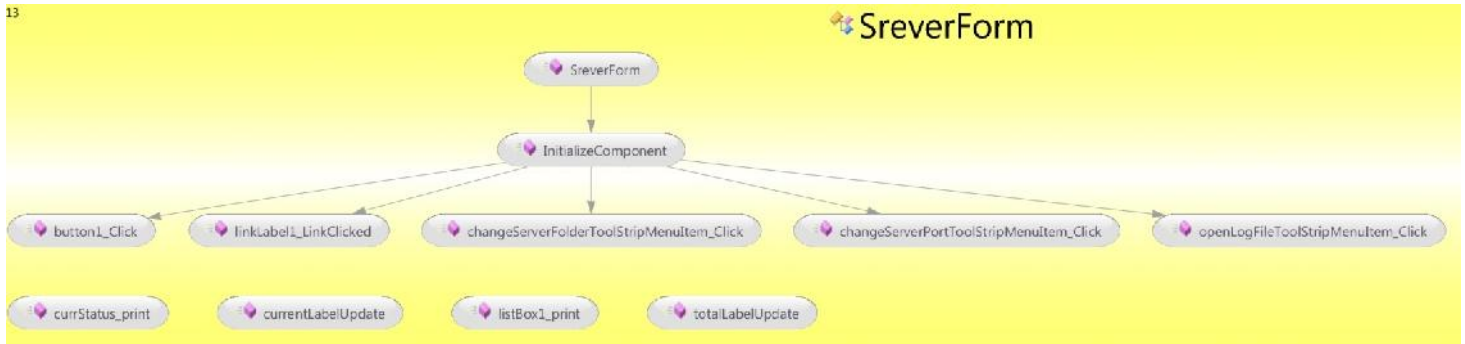 13
SreverForm
SreverForm
InitializeComponent
button1_Click
linkLabel1_LinkClicked
changeServerFolderToolStripMenuItem_Click
changeServerPortToolStripMenuItem_Click
openLogFileToolStripMenuItem_Click
currStatus_print
currentLabelUpdate
listBox1_print
totalLabelUpdate